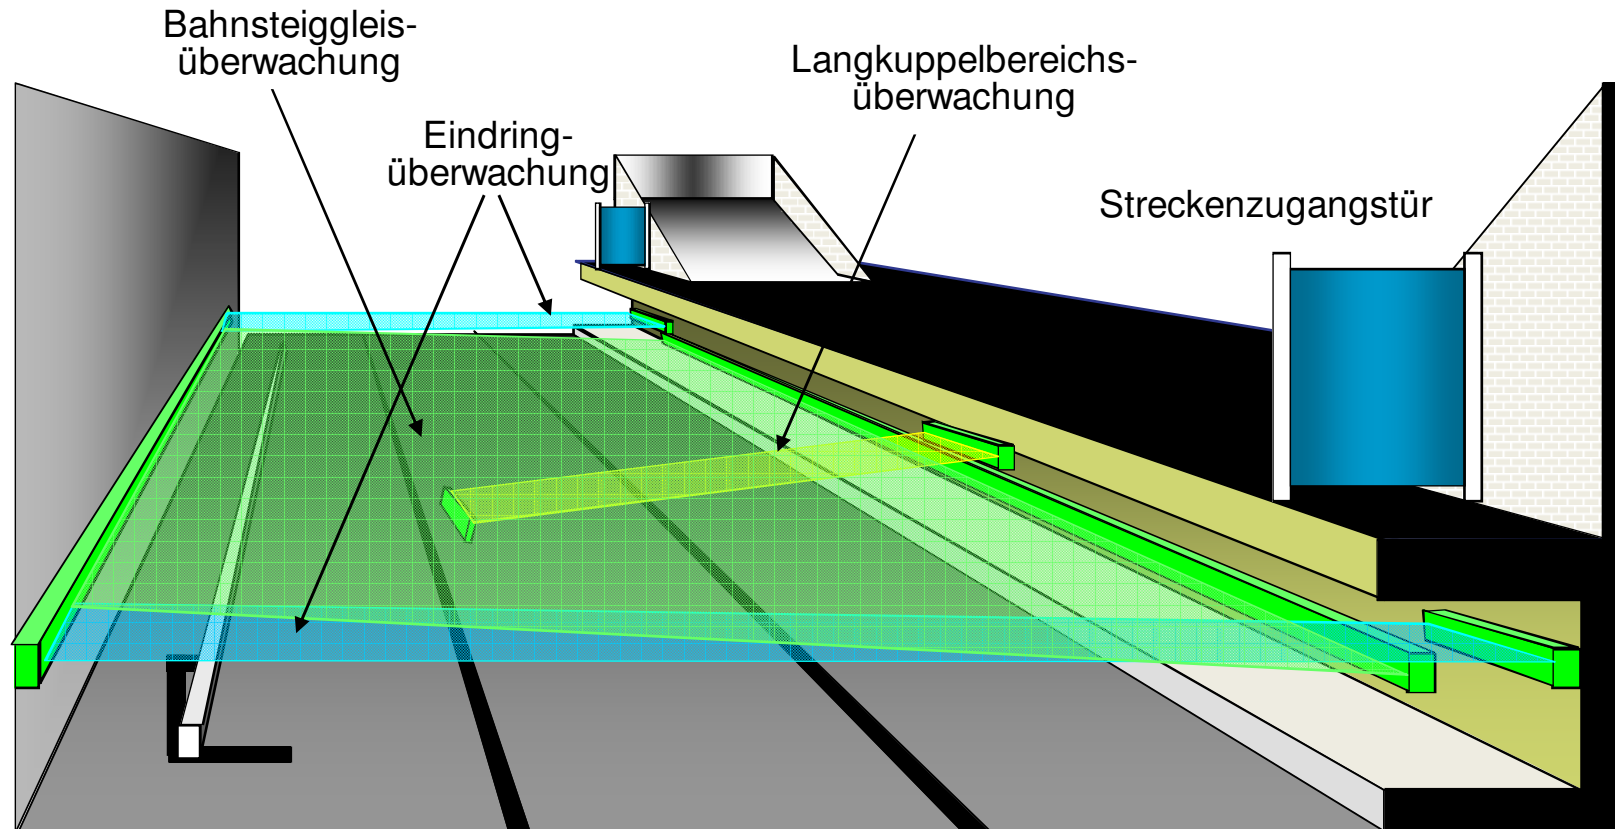 Bahnsteiggleis-
überwachung
Eindring-
überwachung
Langkuppelbereichs-
überwachung
Streckenzugangstür